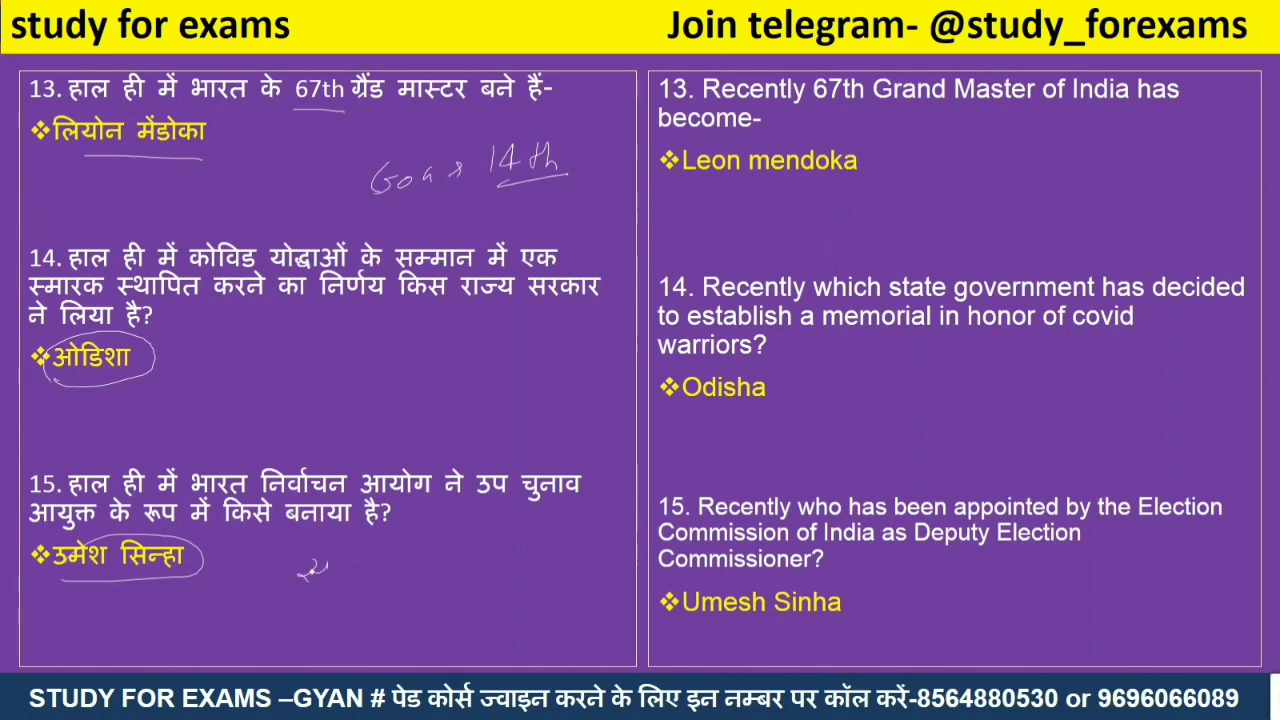 study for exams
Join telegram- @study_forexams
13. हाल ही में भारत के 67th ग्रैंड मास्टर बने हैं-
❖लियोन मेंडोका
Goa 14th
14. हाल ही में कोविड योद्धाओं के सम्मान में एक
स्मारक स्थापित करने का निर्णय किस राज्य सरकार
ने लिया है?
❖ओडिशा
15. हाल ही में भारत निर्वाचन आयोग ने उप चुनाव
आयुक्त के रूप में किसे बनाया है?
❖उमेश सिन्हा
13. Recently 67th Grand Master of India has
become-
❖Leon mendoka
14. Recently which state government has decided
to establish a memorial in honor of covid
warriors?
❖Odisha
15. Recently who has been appointed by the Election
Commission of India as Deputy Election
Commissioner?
❖Umesh Sinha
STUDY FOR EXAMS –GYAN # पेड कोर्स ज्वाइन करने के लिए इन नम्बर पर कॉल करें-8564880530 or 9696066089